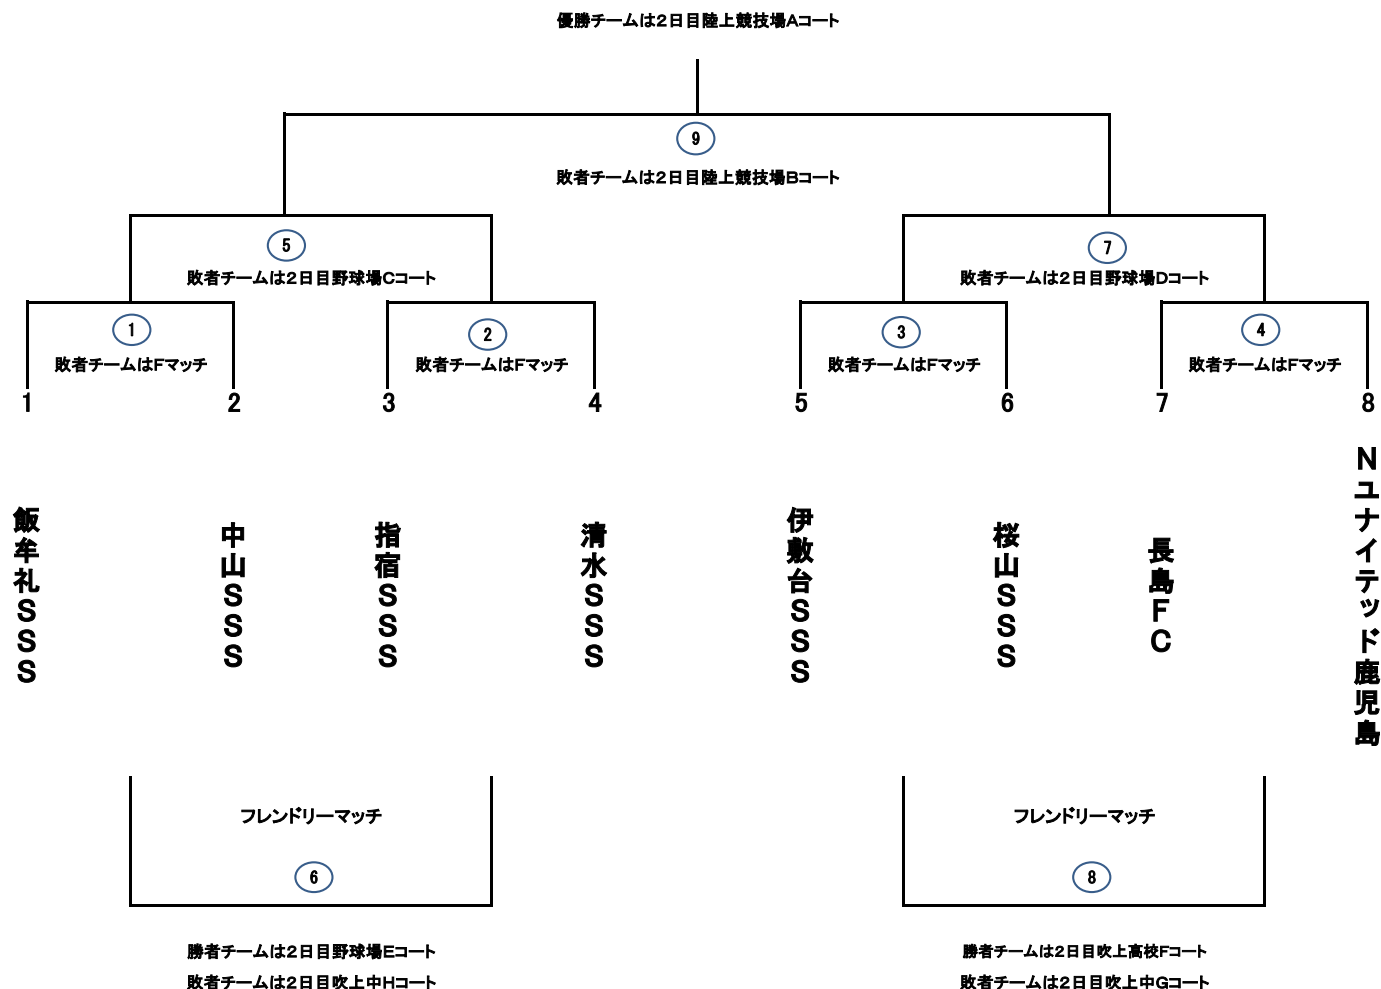 優勝チームは２日目陸上競技場Aコート
9
敗者チームは２日目陸上競技場Bコート
5
7
敗者チームは２日目野球場Cコート
敗者チームは２日目野球場Dコート
1
2
3
4
敗者チームはFマッチ
敗者チームはFマッチ
敗者チームはFマッチ
敗者チームはFマッチ
1
2
3
4
5
6
7
8
飯牟礼SSS
中山SSS
指宿SSS
清水SSS
伊敷台SSS
桜山SSS
長島FC
Nユナイテッド鹿児島
フレンドリーマッチ
フレンドリーマッチ
6
8
勝者チームは２日目野球場Eコート
勝者チームは２日目吹上高校Fコート
敗者チームは２日目吹上中Hコート
敗者チームは２日目吹上中Gコート